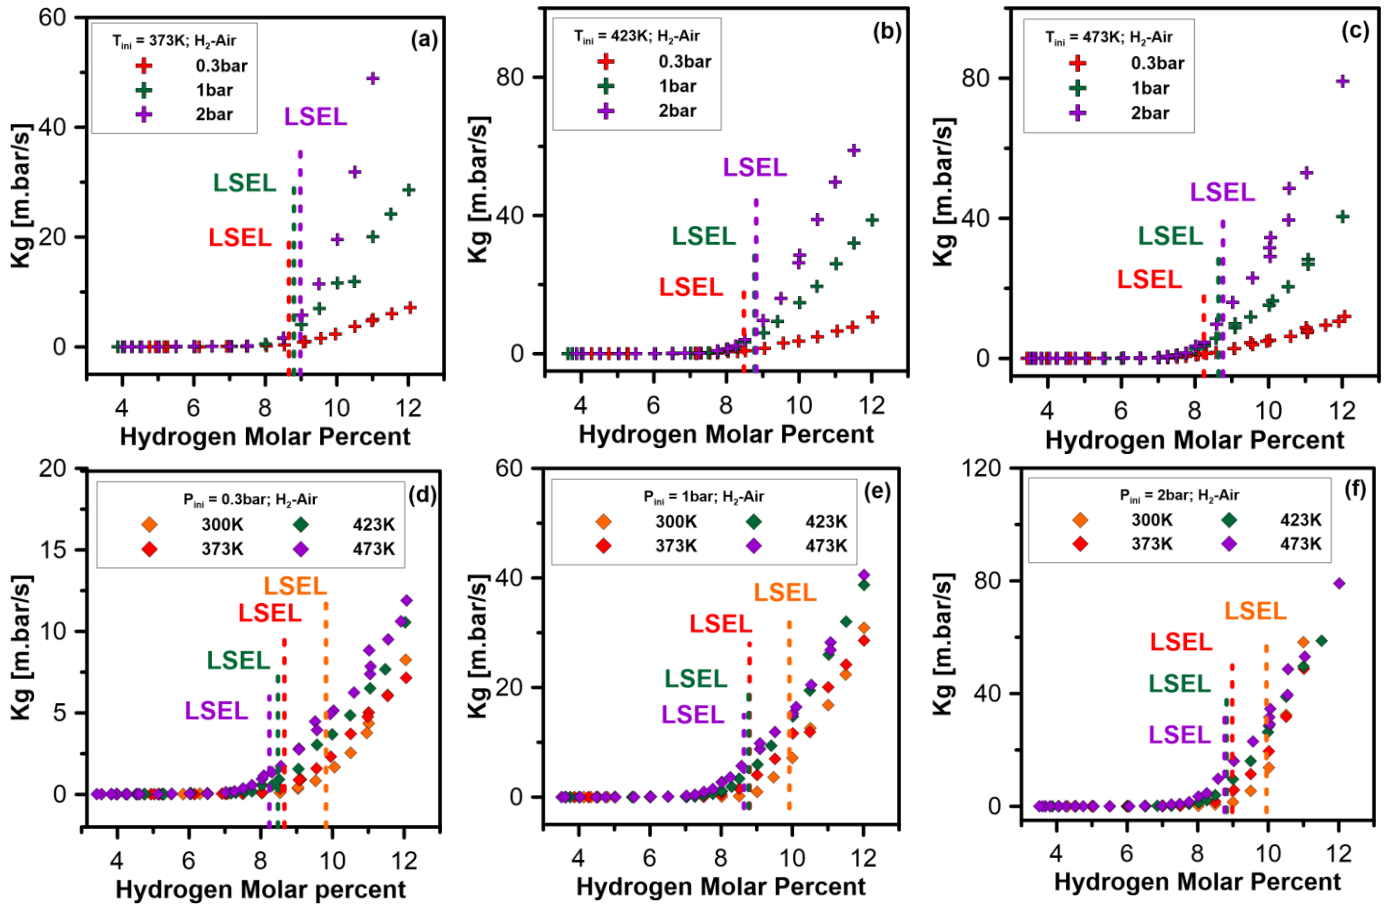 (a)
T_ini = 373K; H₂-Air
0.3bar
1bar
2bar
LSEL
LSEL
LSEL
60
40
20
0
Kg [m.bar/s]
4 6 8 10 12
Hydrogen Molar Percent
(b)
T_ini = 423K; H₂-Air
0.3bar
1bar
2bar
LSEL
LSEL
LSEL
80
40
0
Kg [m.bar/s]
4 6 8 10 12
Hydrogen Molar Percent
(c)
T_ini = 473K; H₂-Air
0.3bar
1bar
2bar
LSEL
LSEL
LSEL
80
40
0
Kg [m.bar/s]
4 6 8 10 12
Hydrogen Molar Percent
(d)
P_ini = 0.3bar; H₂-Air
300K 423K
373K 473K
LSEL
LSEL
LSEL
LSEL
20
15
10
5
0
Kg [m.bar/s]
4 6 8 10 12
Hydrogen Molar percent
(e)
P_ini = 1bar; H₂-Air
300K 423K
373K 473K
LSEL
LSEL
LSEL
LSEL
60
40
20
0
Kg [m.bar/s]
4 6 8 10 12
Hydrogen Molar Percent
(f)
P_ini = 2bar; H₂-Air
300K 423K
373K 473K
LSEL
LSEL
LSEL
LSEL
120
80
40
0
Kg [m.bar/s]
4 6 8 10 12
Hydrogen Molar Percent